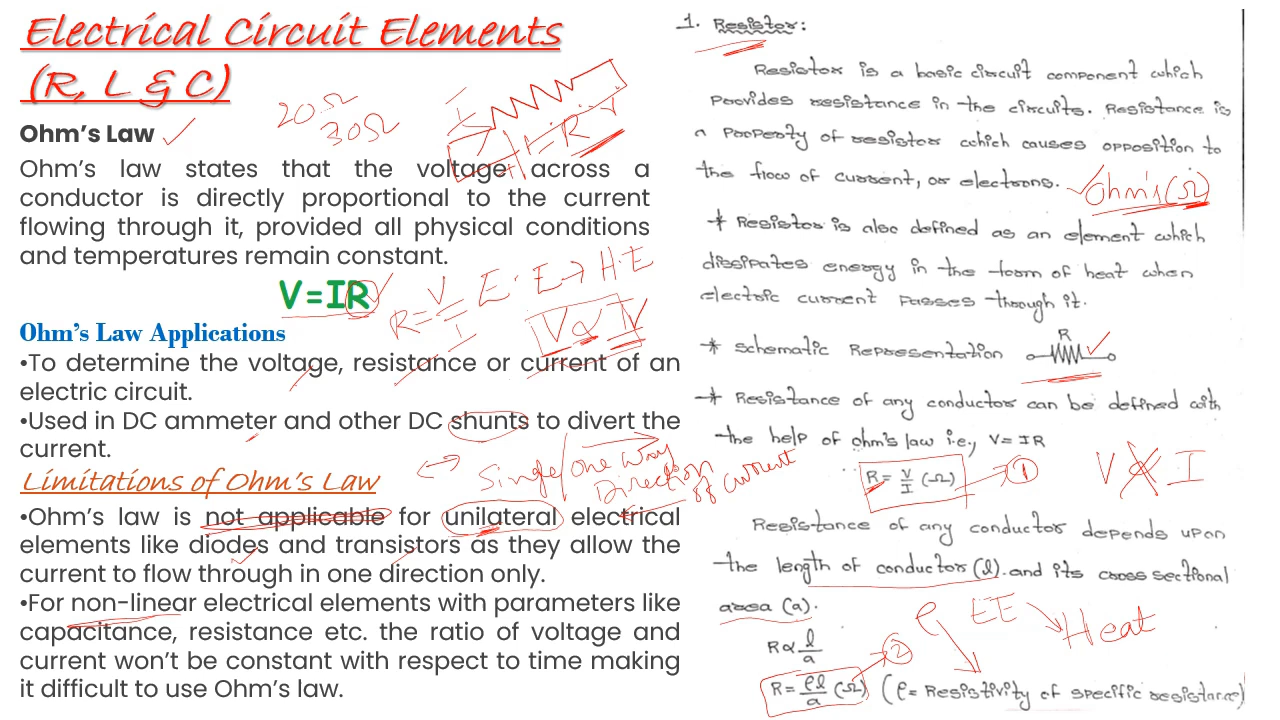 Electrical Circuit Elements
(R, L & C)
20Ω
30Ω
I
H = R · I
Ohm's Law
Ohm's law states that the voltage across a
conductor is directly proportional to the current
flowing through it, provided all physical conditions
and temperatures remain constant.
V=IR
R = V/I
E·E → H·E
V ∝ I
Ohm's Law Applications
•To determine the voltage, resistance or current of an
electric circuit.
•Used in DC ammeter and other DC shunts to divert the
current.
Single/one way
Direction
of current
Limitations of Ohm's Law
•Ohm's law is not applicable for unilateral electrical
elements like diodes and transistors as they allow the
current to flow through in one direction only.
•For non-linear electrical elements with parameters like
capacitance, resistance etc. the ratio of voltage and
current won't be constant with respect to time making
it difficult to use Ohm's law.
1. Resistor:
Resistor is a basic circuit component which
provides resistance in the circuits. Resistance is
a property of resistor which causes opposition to
the flow of current, or electrons.
Ohm's (Ω)
* Resistor is also defined as an element which
dissipates energy in the form of heat when
electric current passes through it.
R
* Schematic Representation
* Resistance of any conductor can be defined with
the help of ohm's law i.e., V=IR
R = V/I (Ω)
1
V ∝ I
Resistance of any conductor depends upon
the length of conductor (l) and its cross sectional
area (a).
ρ
EE
Heat
R ∝ l/a
2
R = ρl/a (Ω) (ρ= Resistivity of specific resistance)